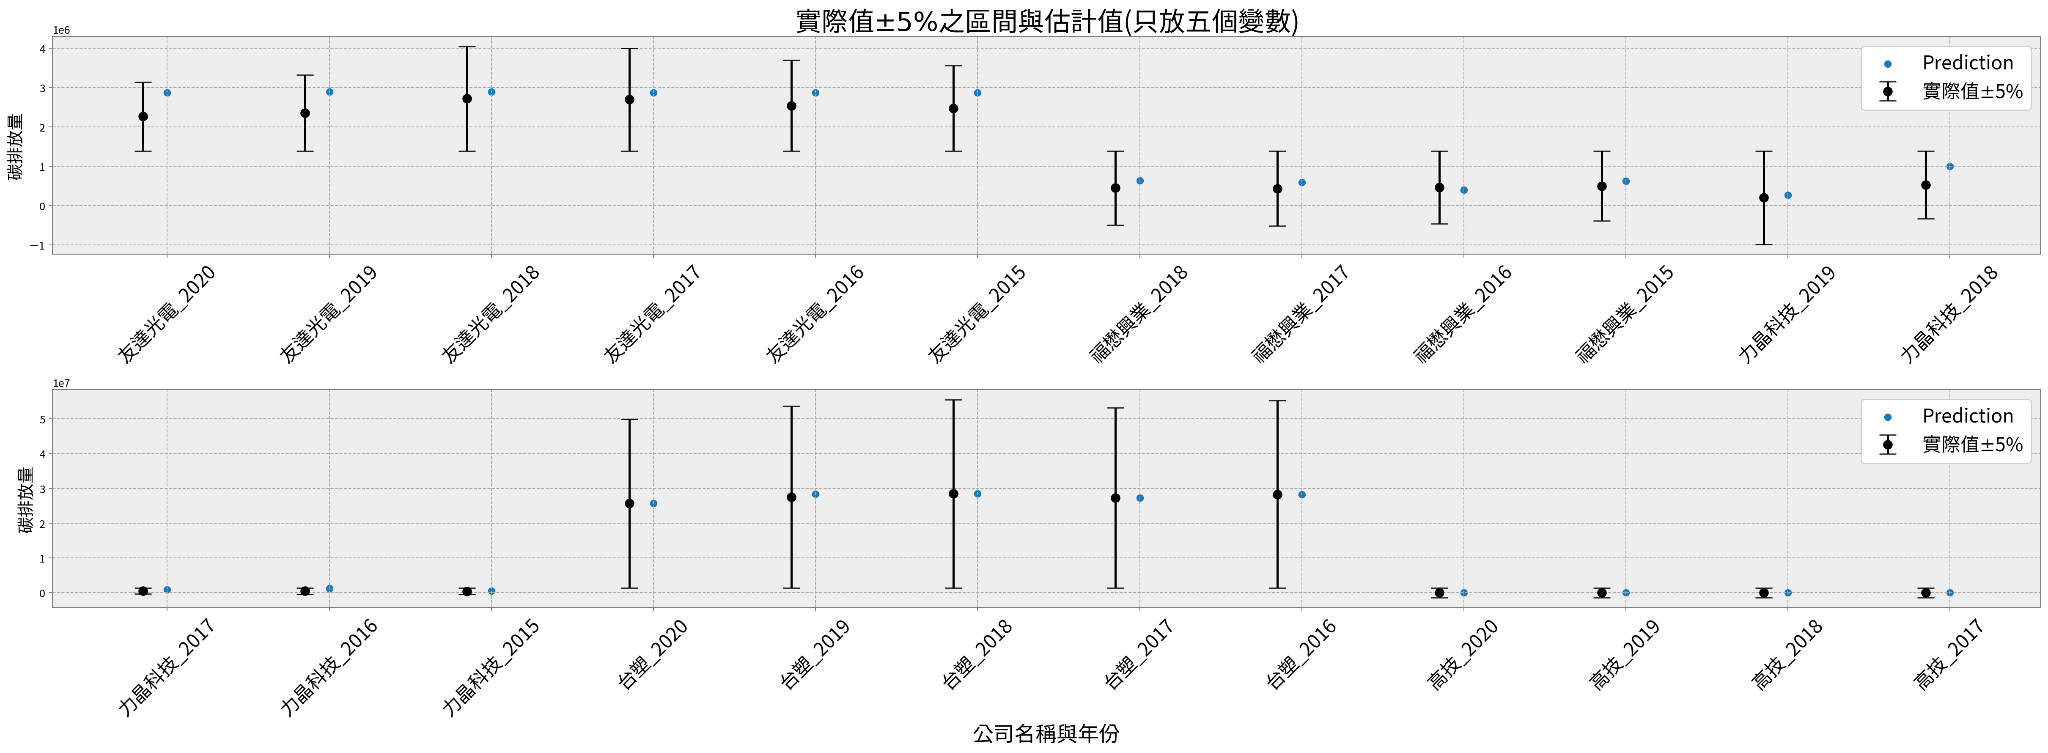 實際值±5%之區間與估計值(只放五個變數)
1e6
4
3
2
1
0
−1
碳排放量
Prediction
實際值±5%
友達光電_2020
友達光電_2019
友達光電_2018
友達光電_2017
友達光電_2016
友達光電_2015
福懋興業_2018
福懋興業_2017
福懋興業_2016
福懋興業_2015
力晶科技_2019
力晶科技_2018
1e7
5
4
3
2
1
0
碳排放量
Prediction
實際值±5%
力晶科技_2017
力晶科技_2016
力晶科技_2015
台塑_2020
台塑_2019
台塑_2018
台塑_2017
台塑_2016
高技_2020
高技_2019
高技_2018
高技_2017
公司名稱與年份